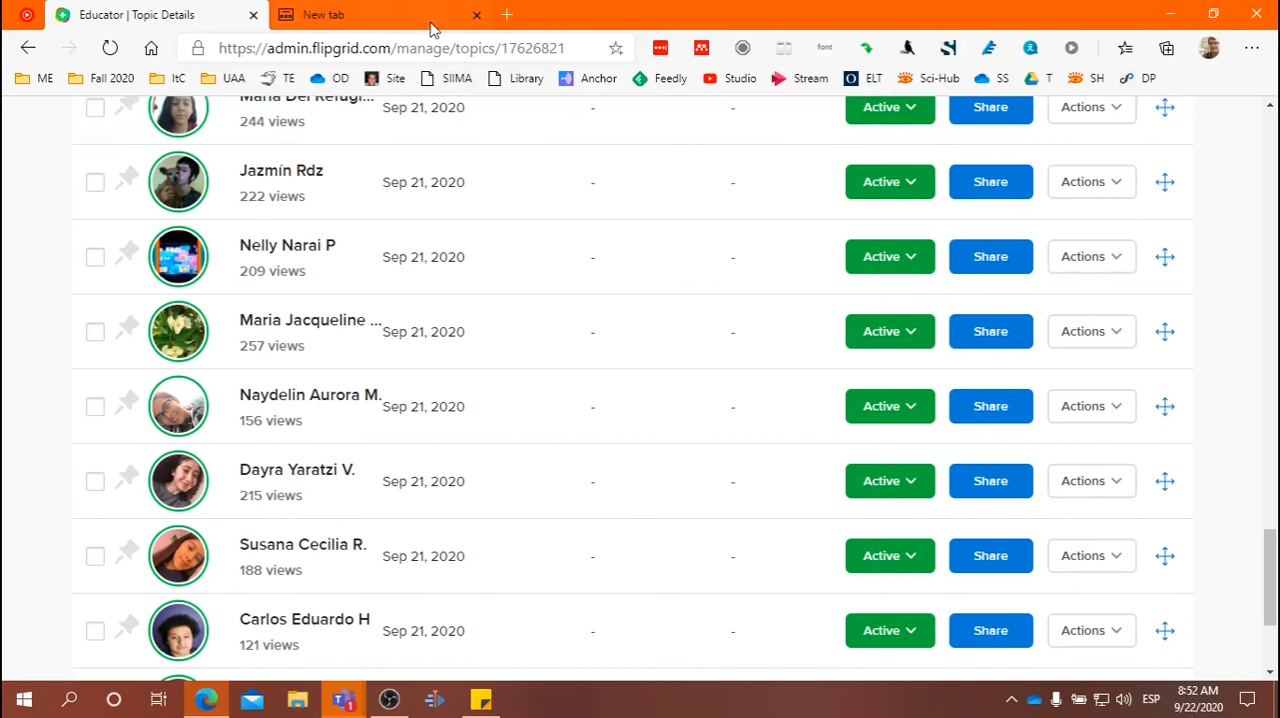 Educator | Topic Details
New tab
https://admin.flipgrid.com/manage/topics/17626821
font
ME
Fall 2020
ItC
UAA
TE
OD
Site
SIIMA
Library
Anchor
Feedly
Studio
Stream
ELT
Sci-Hub
SS
T
SH
DP
Maria Del Refugi... Sep 21, 2020 - - Active Share Actions
244 views
Jazmín Rdz Sep 21, 2020 - - Active Share Actions
222 views
Nelly Narai P Sep 21, 2020 - - Active Share Actions
209 views
Maria Jacqueline ... Sep 21, 2020 - - Active Share Actions
257 views
Naydelin Aurora M. Sep 21, 2020 - - Active Share Actions
156 views
Dayra Yaratzi V. Sep 21, 2020 - - Active Share Actions
215 views
Susana Cecilia R. Sep 21, 2020 - - Active Share Actions
188 views
Carlos Eduardo H Sep 21, 2020 - - Active Share Actions
121 views
1
ESP
8:52 AM
9/22/2020